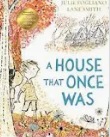 JULIE FOGLIANO
LANE SMITH
A HOUSE
THAT ONCE
WAS